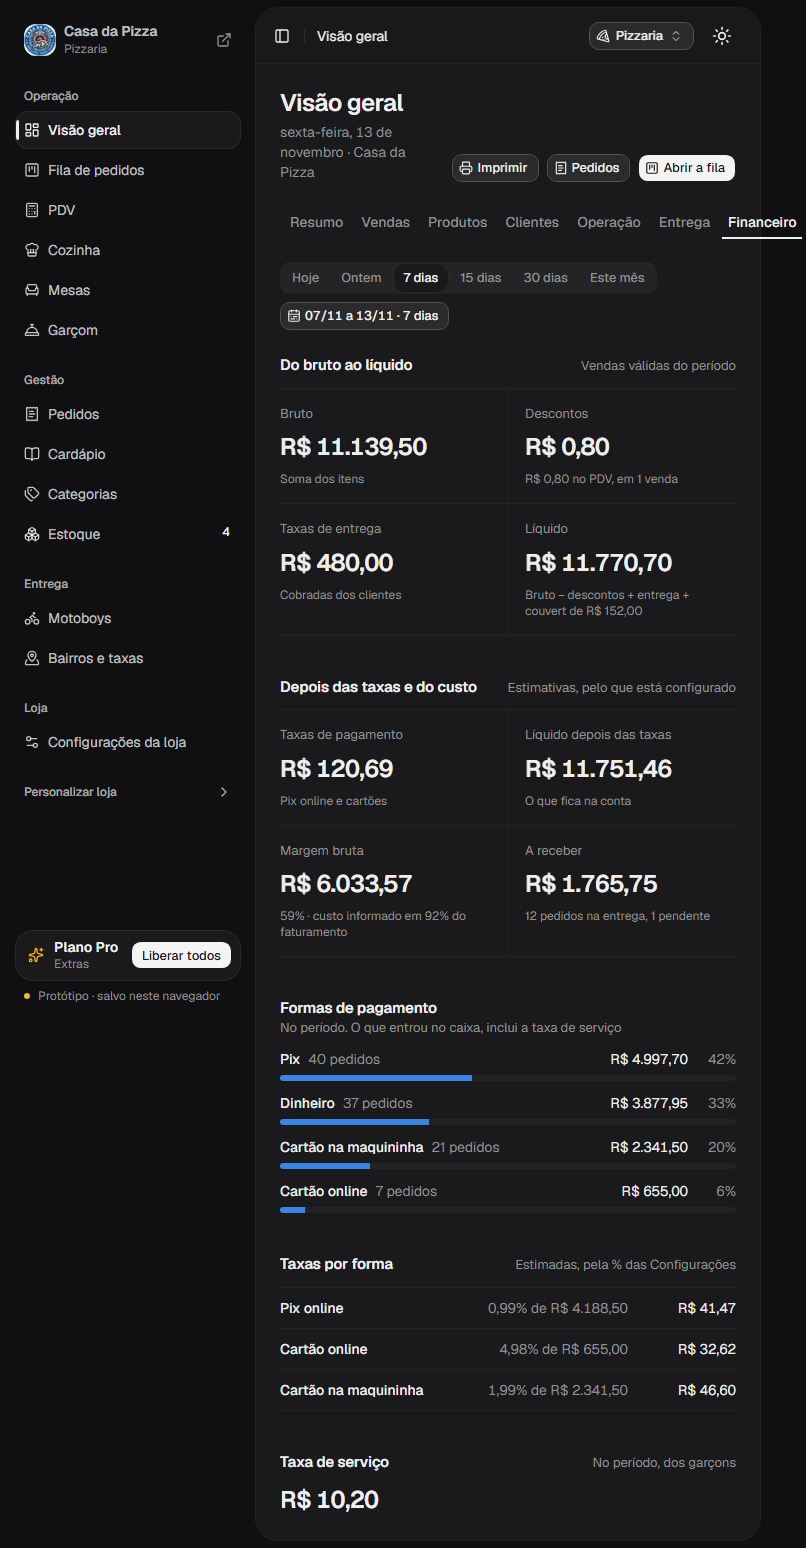 Casa da Pizza
Pizzaria
Operação
Visão geral
Fila de pedidos
PDV
Cozinha
Mesas
Garçom
Gestão
Pedidos
Cardápio
Categorias
Estoque 4
Entrega
Motoboys
Bairros e taxas
Loja
Configurações da loja
Personalizar loja
Plano Pro
Extras
Liberar todos
Protótipo · salvo neste navegador
Visão geral
Pizzaria
Visão geral
sexta-feira, 13 de
novembro · Casa da
Pizza
Imprimir Pedidos Abrir a fila
Resumo Vendas Produtos Clientes Operação Entrega Financeiro
Hoje Ontem 7 dias 15 dias 30 dias Este mês
07/11 a 13/11 · 7 dias
Do bruto ao líquido Vendas válidas do período
Bruto
R$ 11.139,50
Soma dos itens
Descontos
R$ 0,80
R$ 0,80 no PDV, em 1 venda
Taxas de entrega
R$ 480,00
Cobradas dos clientes
Líquido
R$ 11.770,70
Bruto − descontos + entrega +
couvert de R$ 152,00
Depois das taxas e do custo Estimativas, pelo que está configurado
Taxas de pagamento
R$ 120,69
Pix online e cartões
Líquido depois das taxas
R$ 11.751,46
O que fica na conta
Margem bruta
R$ 6.033,57
59% · custo informado em 92% do
faturamento
A receber
R$ 1.765,75
12 pedidos na entrega, 1 pendente
Formas de pagamento
No período. O que entrou no caixa, inclui a taxa de serviço
Pix 40 pedidos R$ 4.997,70 42%
Dinheiro 37 pedidos R$ 3.877,95 33%
Cartão na maquininha 21 pedidos R$ 2.341,50 20%
Cartão online 7 pedidos R$ 655,00 6%
Taxas por forma Estimadas, pela % das Configurações
Pix online 0,99% de R$ 4.188,50 R$ 41,47
Cartão online 4,98% de R$ 655,00 R$ 32,62
Cartão na maquininha 1,99% de R$ 2.341,50 R$ 46,60
Taxa de serviço No período, dos garçons
R$ 10,20